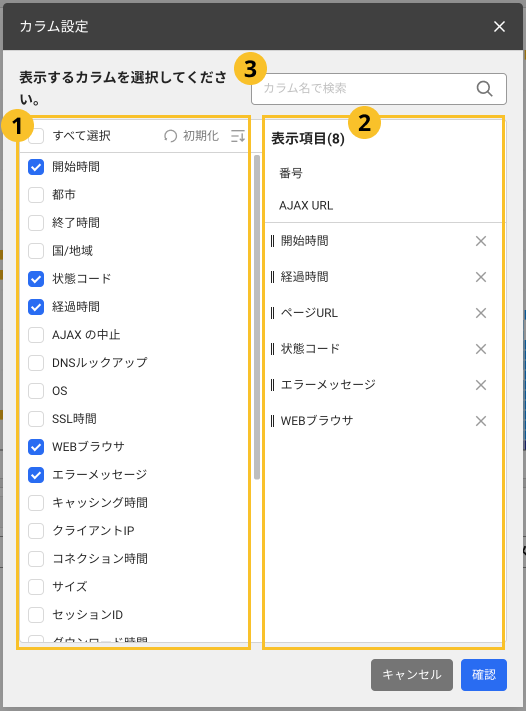 カラム設定
表示するカラムを選択してくださ
い。
3
カラム名で検索
1
すべて選択
初期化
開始時間
都市
終了時間
国/地域
状態コード
経過時間
AJAX の中止
DNSルックアップ
OS
SSL時間
WEBブラウサ
エラーメッセージ
キャッシング時間
クライアントIP
コネクション時間
サイズ
セッションID
ダウンロード時間
2
表示項目(8)
番号
AJAX URL
開始時間
経過時間
ページURL
状態コード
エラーメッセージ
WEBブラウサ
キャンセル
確認